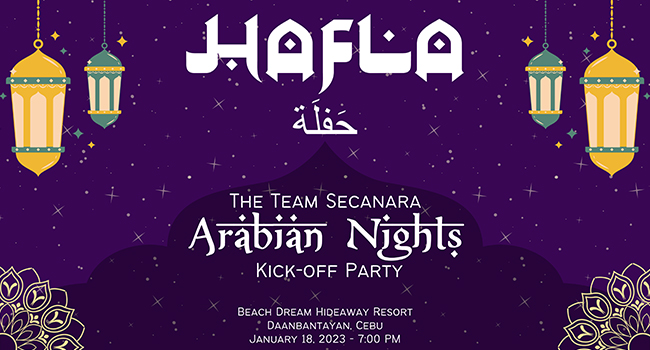 HAFLA
حَفلَة
The Team Secanara
Arabian Nights
Kick-off Party
Beach Dream Hideaway Resort
Daanbantayan, Cebu
January 18, 2023 - 7:00 PM